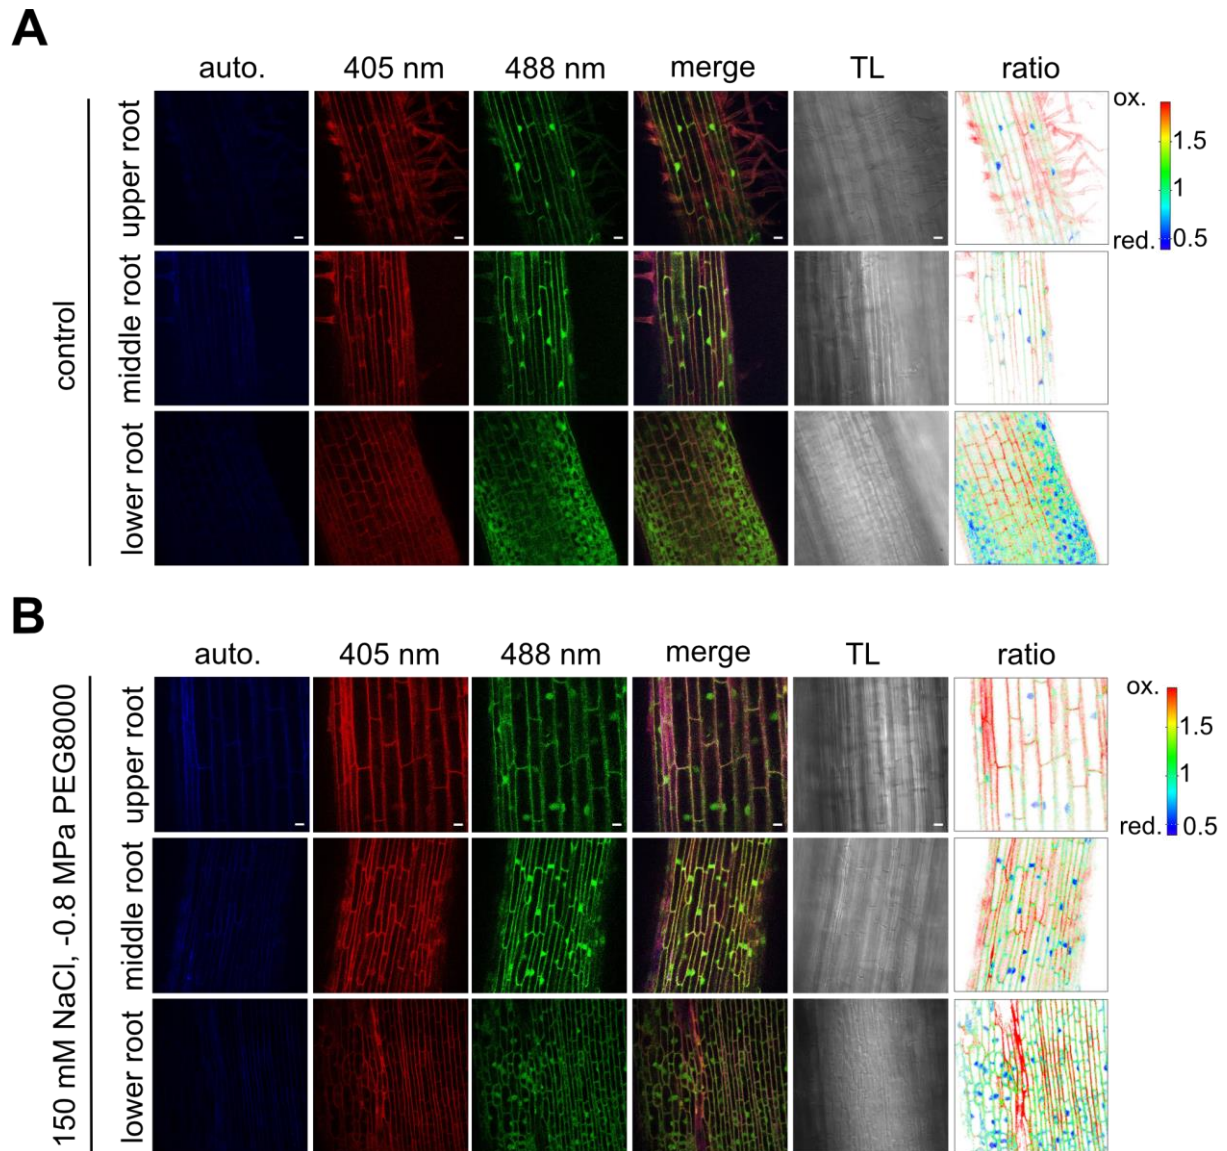 A
auto. 405 nm 488 nm merge TL ratio
control
upper root
middle root
lower root
ox.
1.5
1
0.5
red.
B
auto. 405 nm 488 nm merge TL ratio
150 mM NaCl, -0.8 MPa PEG8000
upper root
middle root
lower root
ox.
1.5
1
0.5
red.